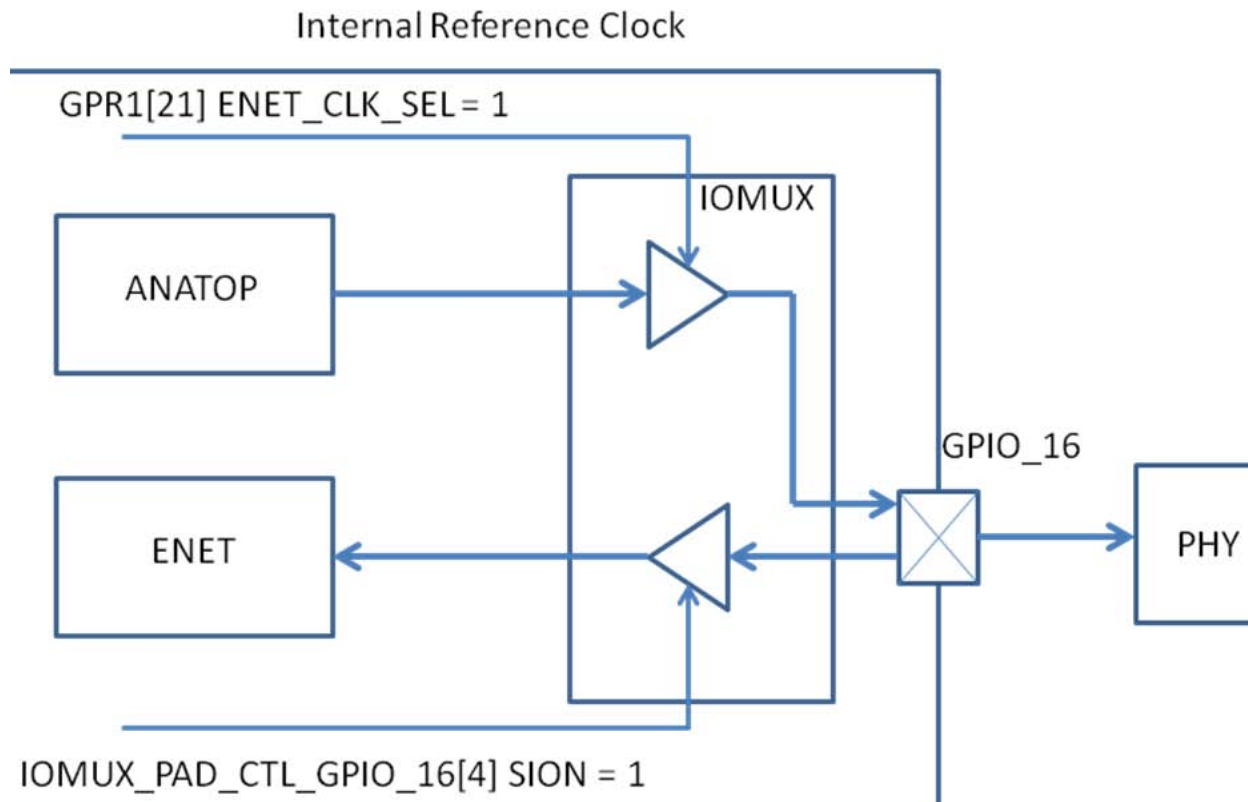 Internal Reference Clock
GPR1[21] ENET_CLK_SEL = 1
IOMUX
ANATOP
GPIO_16
ENET
PHY
IOMUX_PAD_CTL_GPIO_16[4] SION = 1